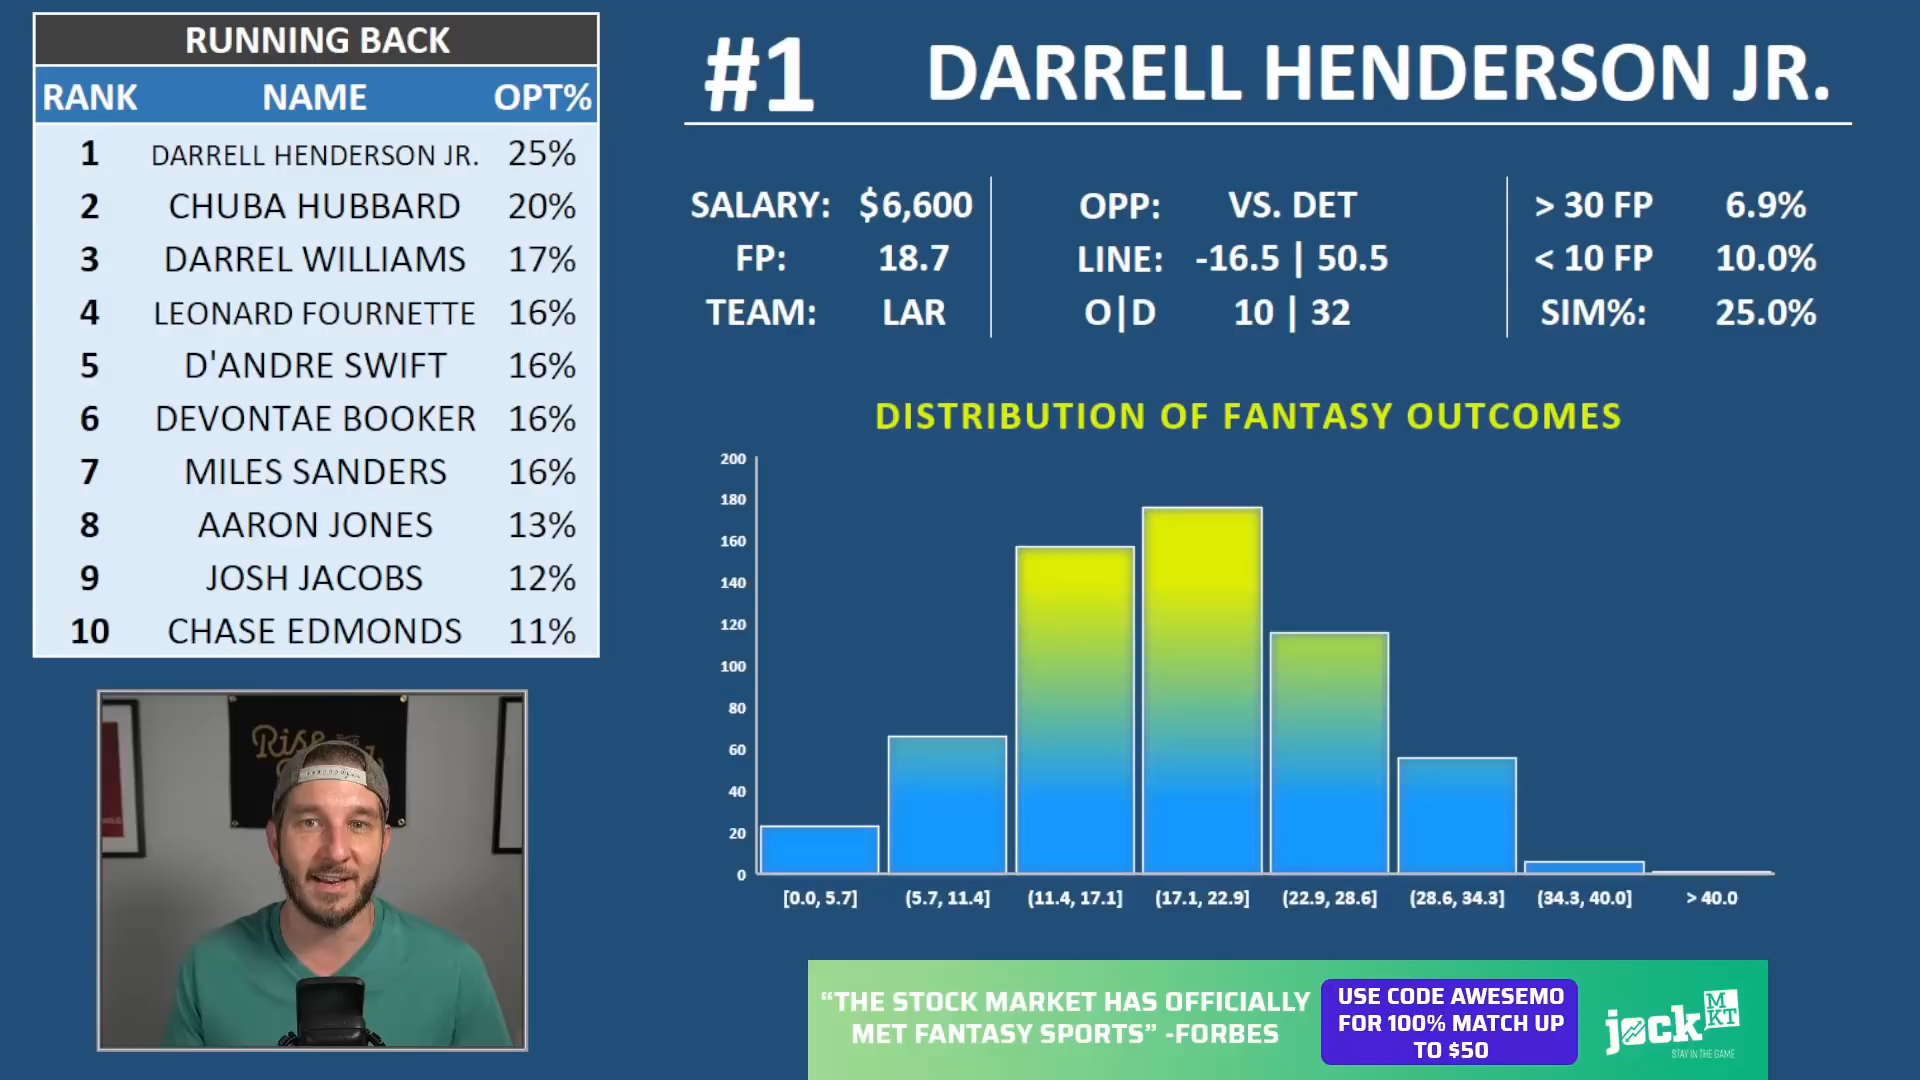 RUNNING BACK
RANK NAME OPT%
1 DARRELL HENDERSON JR. 25%
2 CHUBA HUBBARD 20%
3 DARREL WILLIAMS 17%
4 LEONARD FOURNETTE 16%
5 D'ANDRE SWIFT 16%
6 DEVONTAE BOOKER 16%
7 MILES SANDERS 16%
8 AARON JONES 13%
9 JOSH JACOBS 12%
10 CHASE EDMONDS 11%
#1 DARRELL HENDERSON JR.
SALARY: $6,600
FP: 18.7
TEAM: LAR
OPP: VS. DET
LINE: -16.5 | 50.5
O|D 10 | 32
> 30 FP 6.9%
< 10 FP 10.0%
SIM%: 25.0%
DISTRIBUTION OF FANTASY OUTCOMES
200
180
160
140
120
100
80
60
40
20
0
[0.0, 5.7] (5.7, 11.4] (11.4, 17.1] (17.1, 22.9] (22.9, 28.6] (28.6, 34.3] (34.3, 40.0] > 40.0
Rise
“THE STOCK MARKET HAS OFFICIALLY
MET FANTASY SPORTS” -FORBES
USE CODE AWESEMO
FOR 100% MATCH UP
TO $50
jock MKT
STAY IN THE GAME